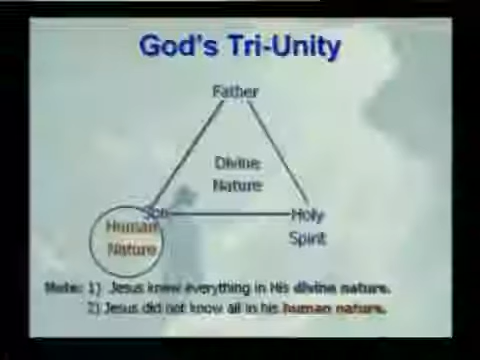 God's Tri-Unity
Father
Divine
Nature
Son
Holy
Spirit
Human
Nature
Note: 1) Jesus knew everything in His divine nature.
2) Jesus did not know all in his human nature.